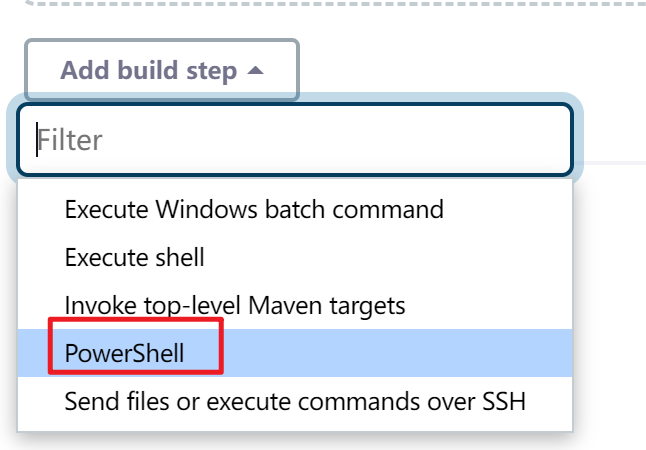 Add build step
Filter
Execute Windows batch command
Execute shell
Invoke top-level Maven targets
PowerShell
Send files or execute commands over SSH